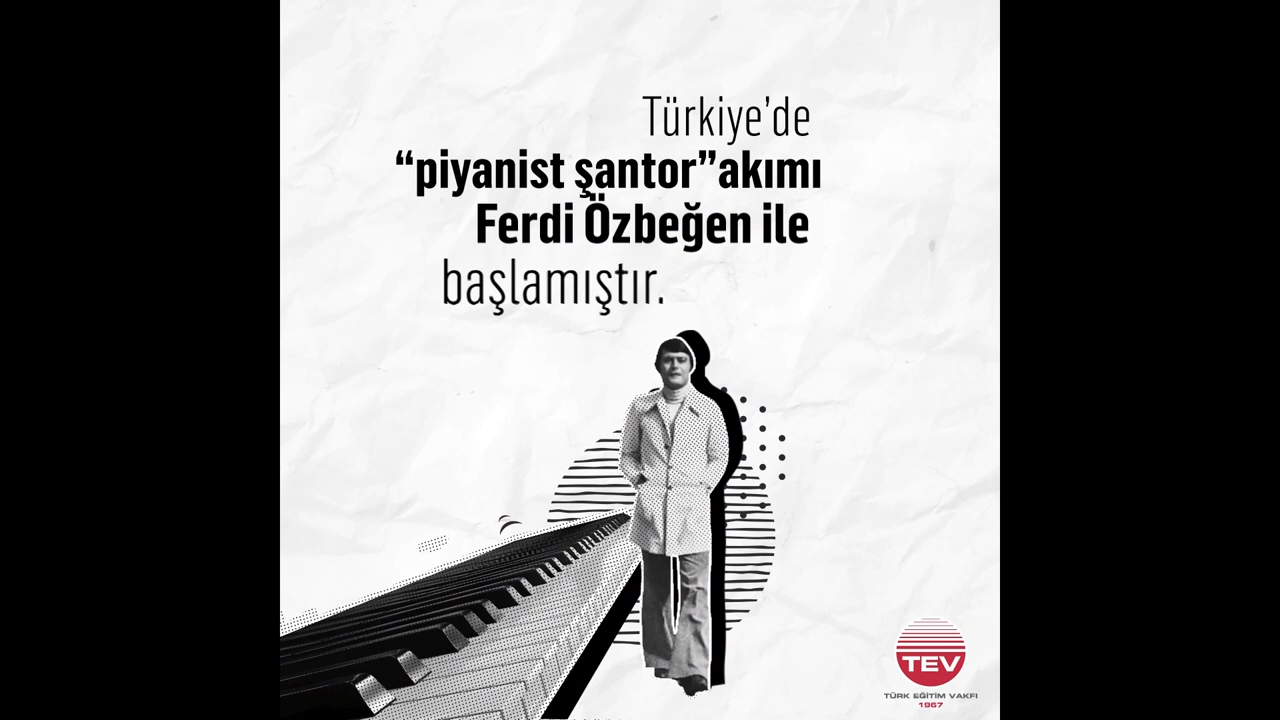 Türkiye’de
“piyanist şantor”akımı
Ferdi Özbeğen ile
başlamıştır.
TEV
TÜRK EĞİTİM VAKFI
1967